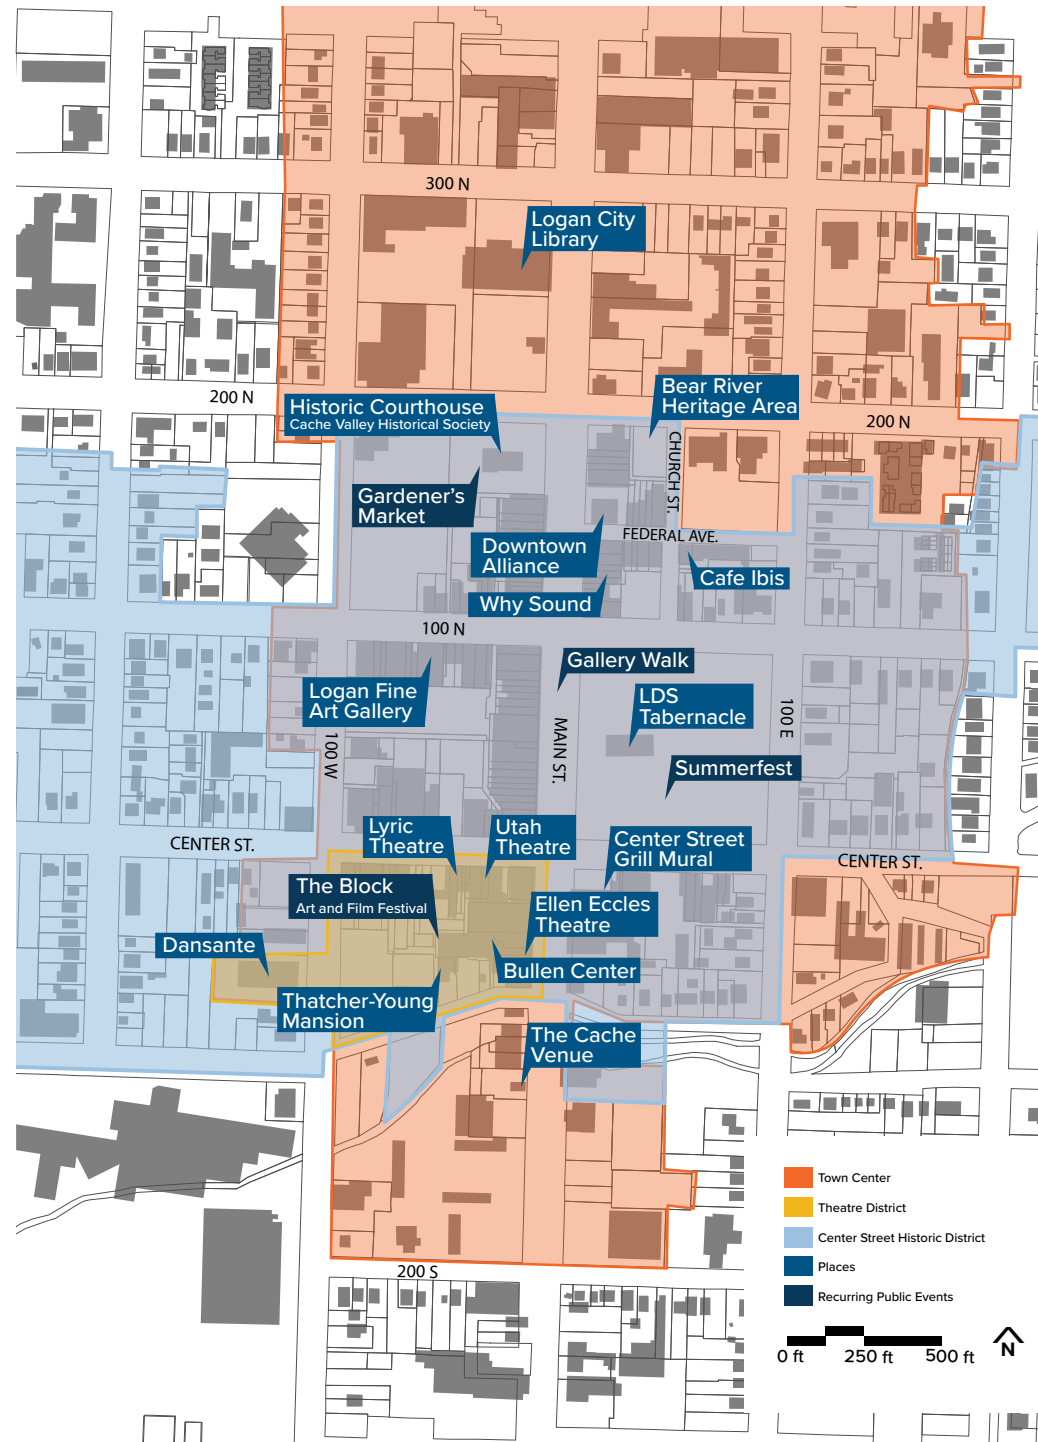 300 N
Logan City
Library
200 N
Historic Courthouse
Cache Valley Historical Society
Bear River
Heritage Area
200 N
CHURCH ST.
Gardener's
Market
FEDERAL AVE.
Downtown
Alliance
Cafe Ibis
Why Sound
100 N
Gallery Walk
Logan Fine
Art Gallery
LDS
Tabernacle
100 W
MAIN ST.
100 E
Summerfest
CENTER ST.
Lyric
Theatre
Utah
Theatre
Center Street
Grill Mural
CENTER ST.
The Block
Art and Film Festival
Ellen Eccles
Theatre
Dansante
Bullen Center
Thatcher-Young
Mansion
The Cache
Venue
200 S
Town Center
Theatre District
Center Street Historic District
Places
Recurring Public Events
0 ft
250 ft
500 ft
N